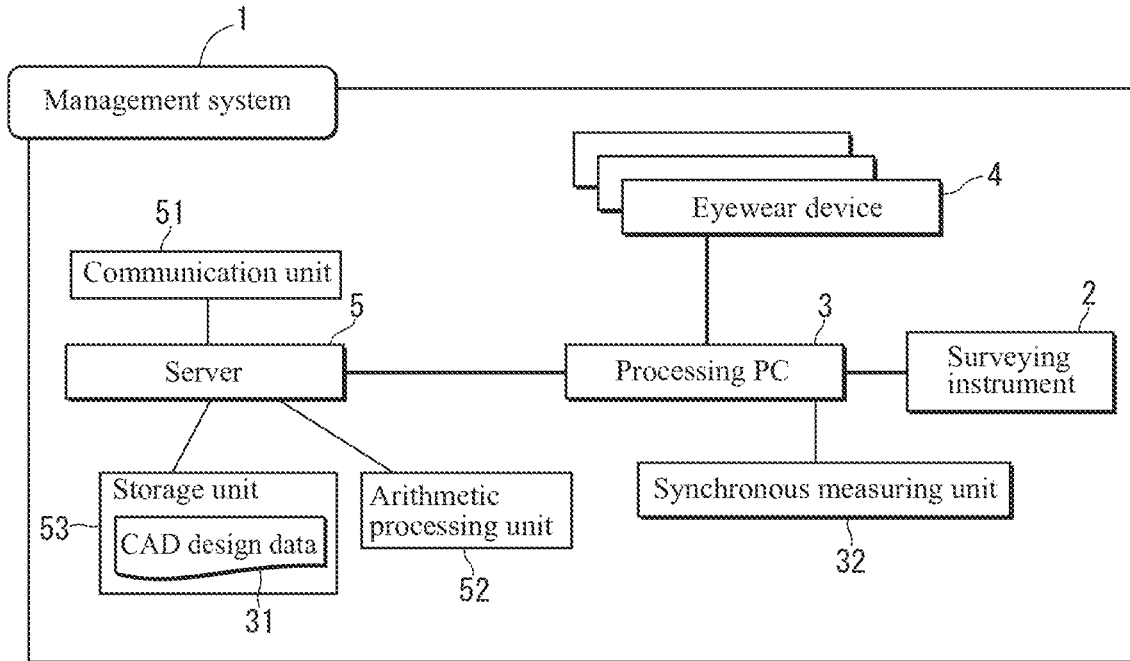 1
Management system
4
Eyewear device
51
Communication unit
5
Server
3
Processing PC
2
Surveying
instrument
Storage unit
53
CAD design data
31
Arithmetic
processing unit
52
Synchronous measuring unit
32